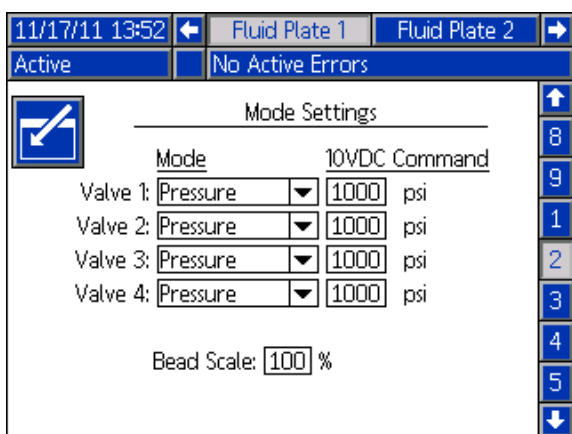 11/17/11 13:52 Fluid Plate 1 Fluid Plate 2
Active No Active Errors
Mode Settings
Mode 10VDC Command
Valve 1: Pressure 1000 psi
Valve 2: Pressure 1000 psi
Valve 3: Pressure 1000 psi
Valve 4: Pressure 1000 psi
Bead Scale: 100 %
8
9
1
2
3
4
5